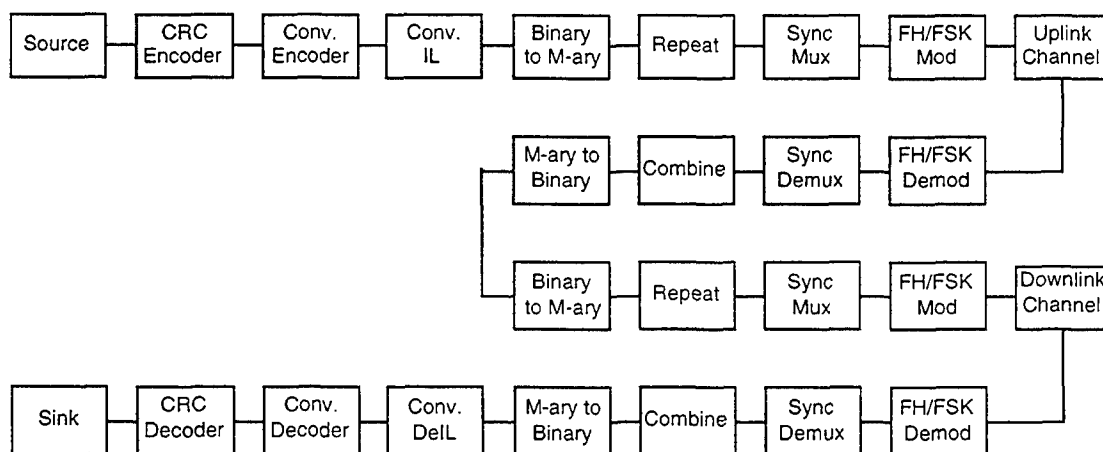 Source
CRC
Encoder
Conv.
Encoder
Conv.
IL
Binary
to M-ary
Repeat
Sync
Mux
FH/FSK
Mod
Uplink
Channel
M-ary to
Binary
Combine
Sync
Demux
FH/FSK
Demod
Binary
to M-ary
Repeat
Sync
Mux
FH/FSK
Mod
Downlink
Channel
Sink
CRC
Decoder
Conv.
Decoder
Conv.
DeIL
M-ary to
Binary
Combine
Sync
Demux
FH/FSK
Demod